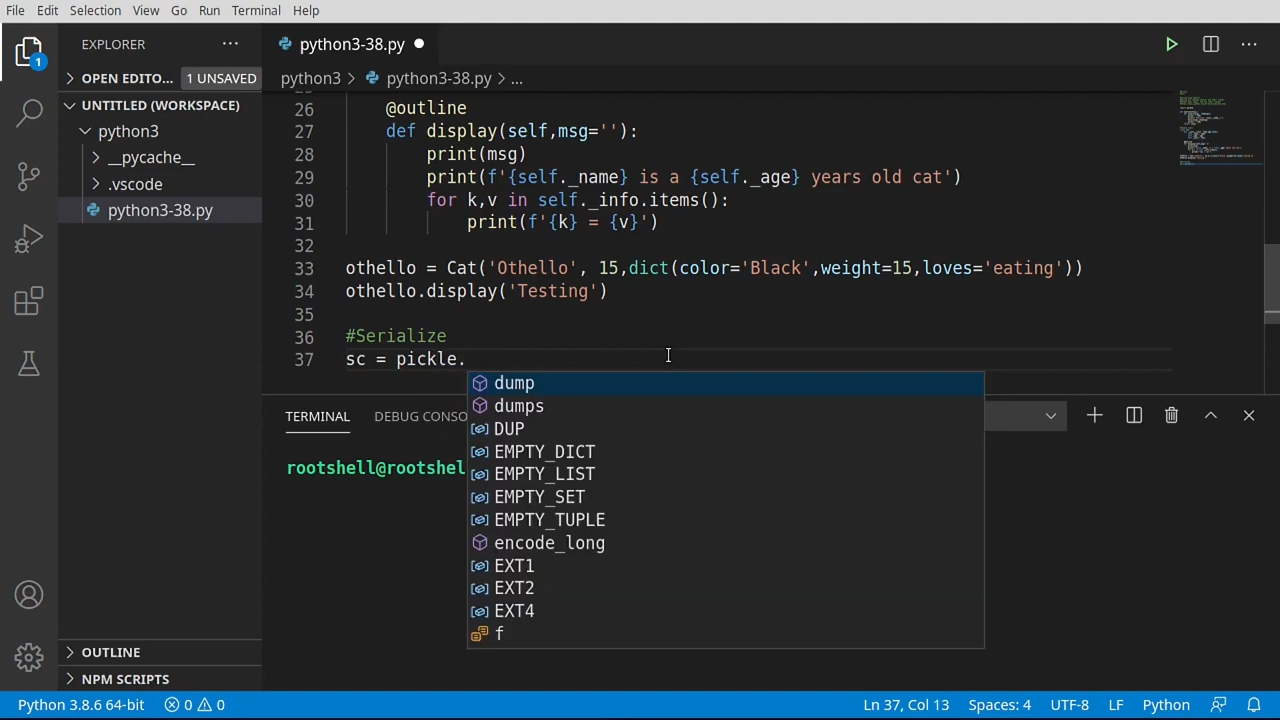 File Edit Selection View Go Run Terminal Help
EXPLORER
python3-38.py
1
OPEN EDITO... 1 UNSAVED
python3 > python3-38.py > ...
UNTITLED (WORKSPACE)
python3
__pycache__
.vscode
python3-38.py
26 @outline
27 def display(self,msg=''):
28 print(msg)
29 print(f'{self._name} is a {self._age} years old cat')
30 for k,v in self._info.items():
31 print(f'{k} = {v}')
32
33 othello = Cat('Othello', 15,dict(color='Black',weight=15,loves='eating'))
34 othello.display('Testing')
35
36 #Serialize
37 sc = pickle.
dump
dumps
DUP
EMPTY_DICT
EMPTY_LIST
EMPTY_SET
EMPTY_TUPLE
encode_long
EXT1
EXT2
EXT4
f
TERMINAL DEBUG CONSO
rootshell@rootshel
OUTLINE
NPM SCRIPTS
Python 3.8.6 64-bit 0 0 Ln 37, Col 13 Spaces: 4 UTF-8 LF Python